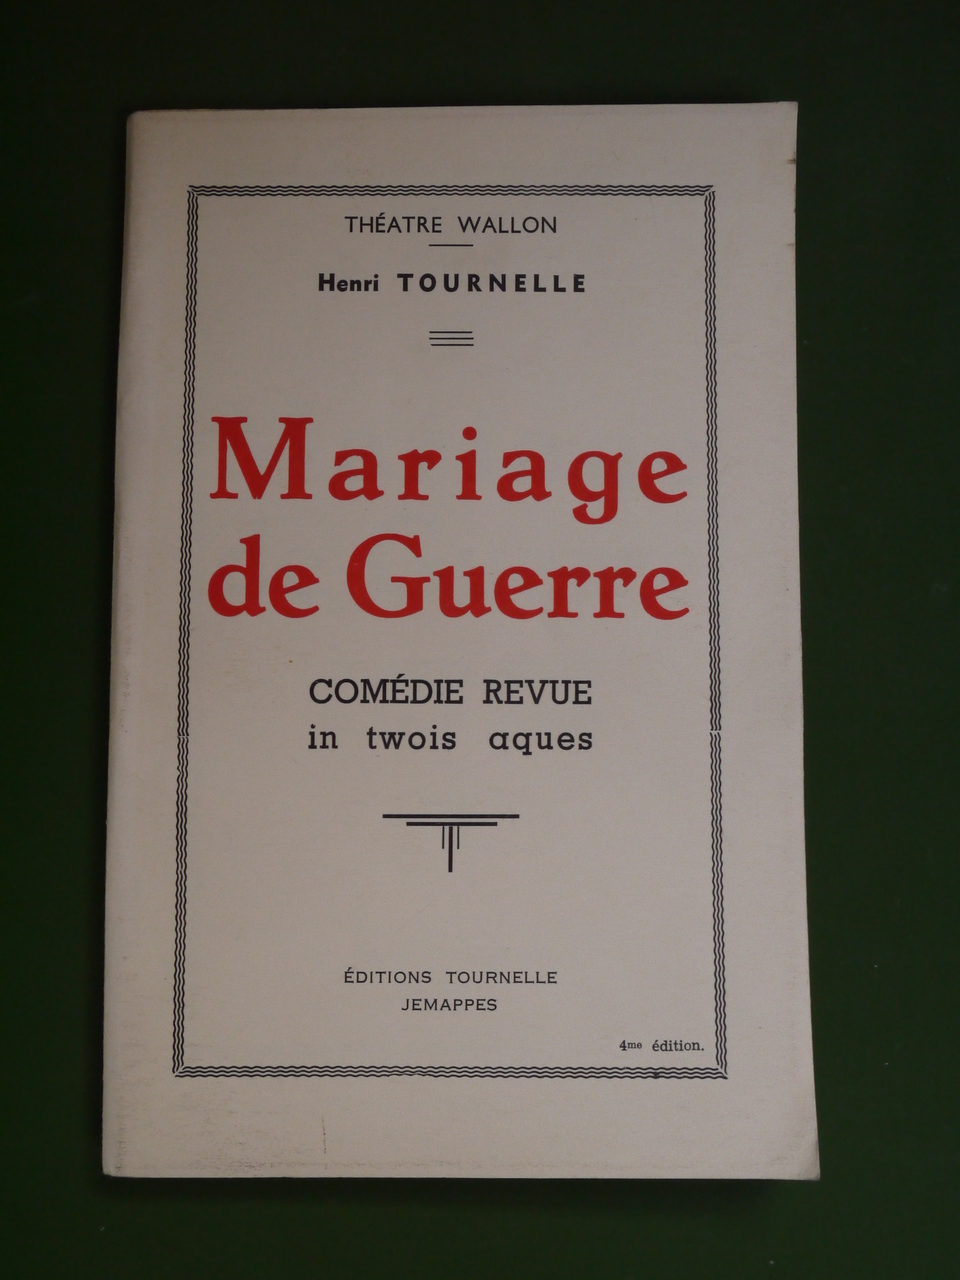 THÉATRE WALLON
Henri TOURNELLE
Mariage
de Guerre
COMÉDIE REVUE
in twois aques
ÉDITIONS TOURNELLE
JEMAPPES
4me édition.